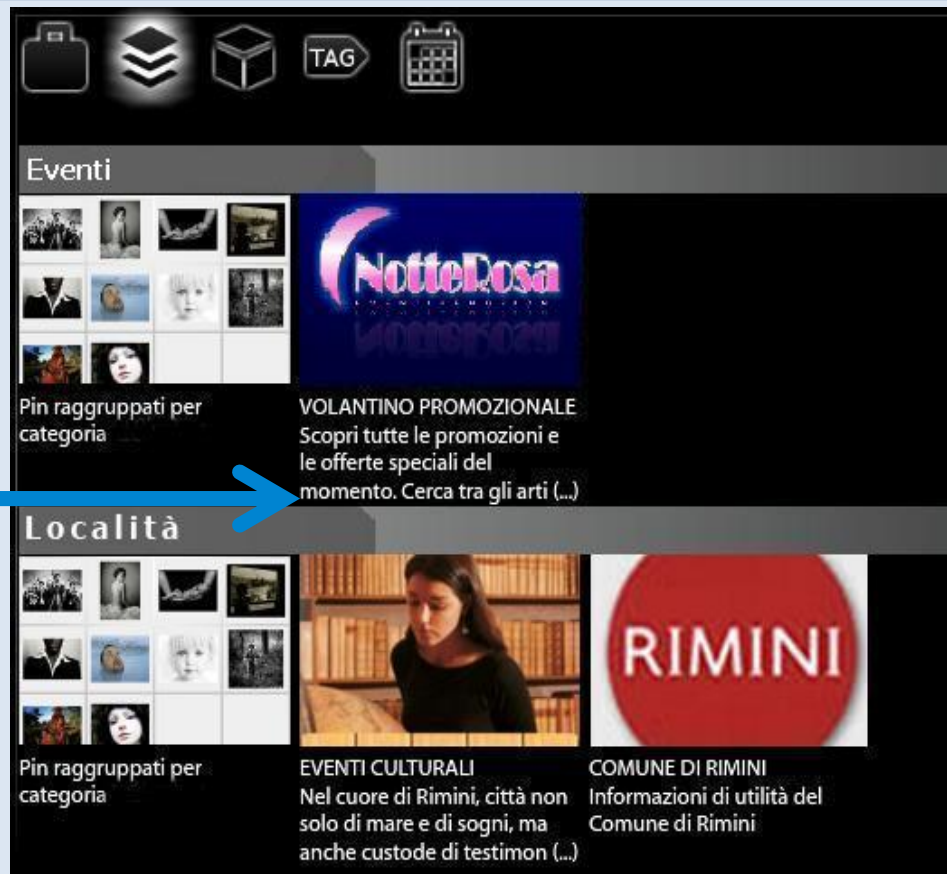 TAG
Eventi
NotteRosa
Pin raggruppati per
categoria
VOLANTINO PROMOZIONALE
Scopri tutte le promozioni e
le offerte speciali del
momento. Cerca tra gli arti (...)
Località
RIMINI
Pin raggruppati per
categoria
EVENTI CULTURALI
Nel cuore di Rimini, città non
solo di mare e di sogni, ma
anche custode di testimon (...)
COMUNE DI RIMINI
Informazioni di utilità del
Comune di Rimini